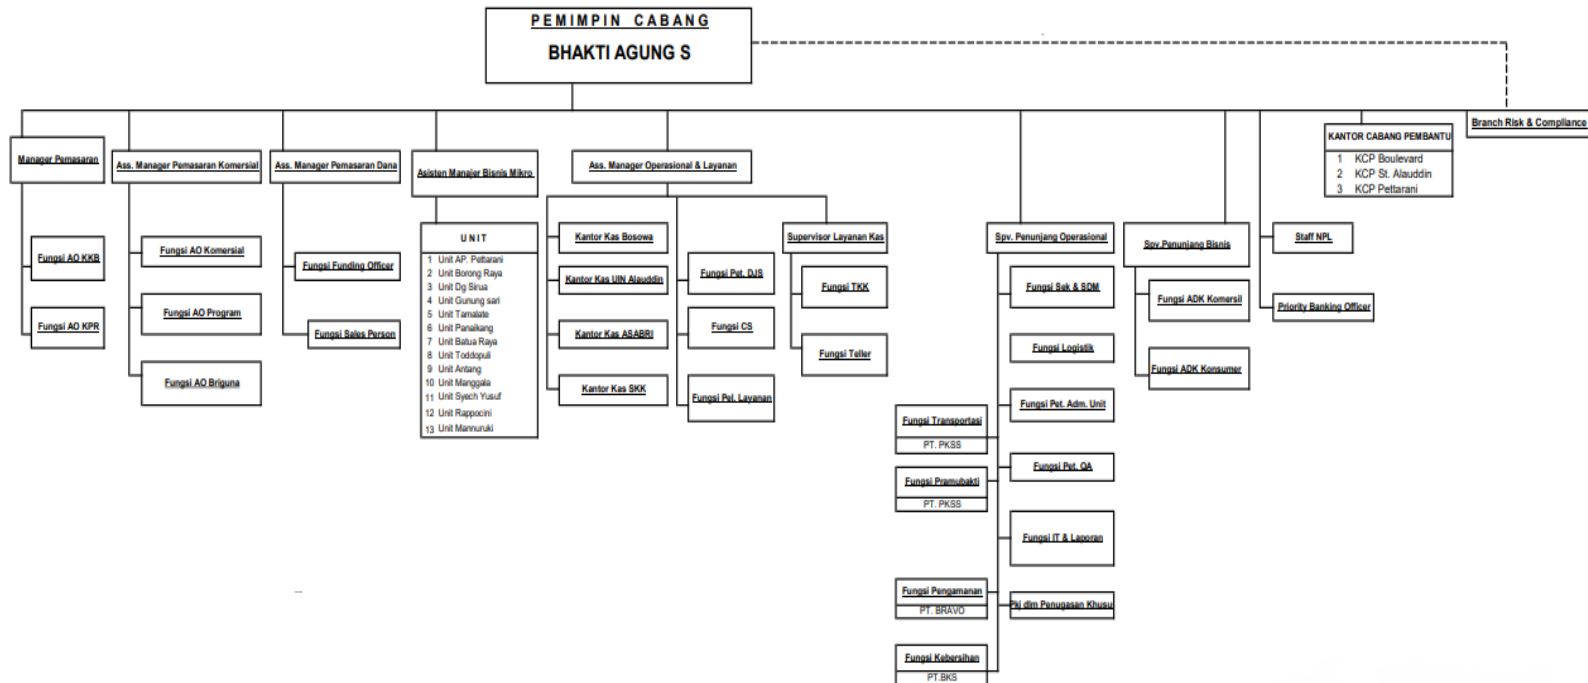 PEMIMPIN CABANG
BHAKTI AGUNG S
Branch Risk & Compliance
KANTOR CABANG PEMBANTU
1 KCP Boulevard
2 KCP St. Alauddin
3 KCP Pettarani
Manager Pemasaran
Ass. Manager Pemasaran Komersial
Ass. Manager Pemasaran Dana
Asisten Manajer Bisnis Mikro
Ass. Manager Operasional & Layanan
Fungsi AO KKB
Fungsi AO KPR
Fungsi AO Komersial
Fungsi AO Program
Fungsi AO Briguna
Fungsi Funding Officer
Fungsi Sales Person
UNIT
1 Unit AP. Pettarani
2 Unit Borong Raya
3 Unit Dg Sirua
4 Unit Gunung sari
5 Unit Tamalate
6 Unit Panaikang
7 Unit Batua Raya
8 Unit Toddopuli
9 Unit Antang
10 Unit Manggala
11 Unit Syech Yusuf
12 Unit Rappocini
13 Unit Mannuruki
Kantor Kas Bosowa
Kantor Kas UIN Alauddin
Kantor Kas ASABRI
Kantor Kas SKK
Fungsi Pet. DJS
Fungsi CS
Fungsi Pel. Layanan
Supervisor Layanan Kas
Fungsi TKK
Fungsi Teller
Spv. Penunjang Operasional
Fungsi Sek & SDM
Fungsi Logistik
Fungsi Pet. Adm. Unit
Fungsi Pet. QA
Fungsi IT & Laporan
Pkj dlm Penugasan Khusu
Fungsi Transportasi
PT. PKSS
Fungsi Pramubakti
PT. PKSS
Fungsi Pengamanan
PT. BRAVO
Fungsi Kebersihan
PT.BKS
Spv.Penunjang Bisnis
Fungsi ADK Komersil
Fungsi ADK Konsumer
Staff NPL
Priority Banking Officer